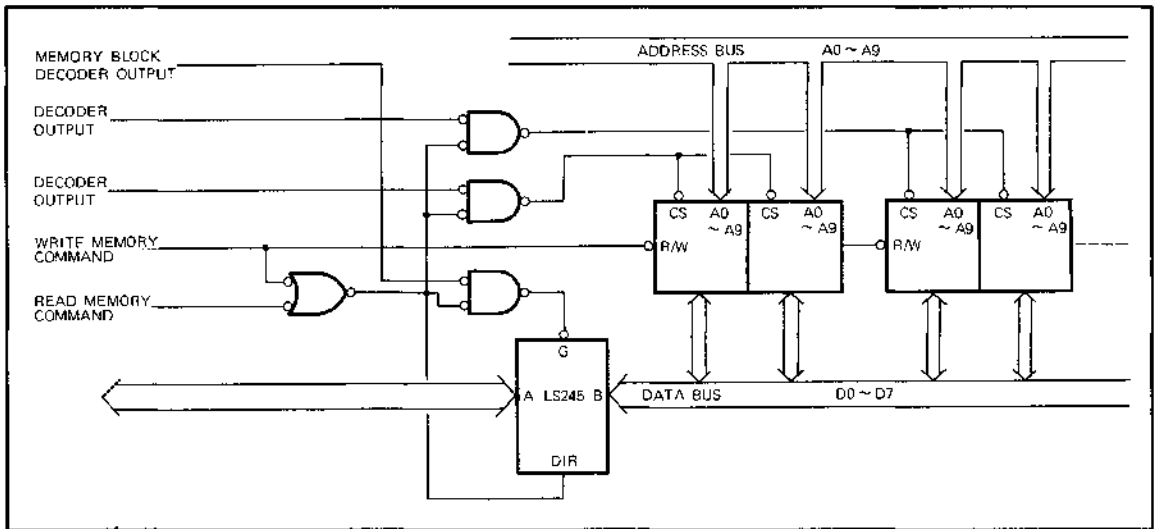 MEMORY BLOCK
DECODER OUTPUT
ADDRESS BUS A0 ~ A9
DECODER
OUTPUT
DECODER
OUTPUT
CS A0 CS A0
~ A9 ~ A9
CS A0 CS A0
~ A9 ~ A9
WRITE MEMORY
COMMAND
R/W
R/W
READ MEMORY
COMMAND
G
A LS245 B
DATA BUS D0 ~ D7
DIR